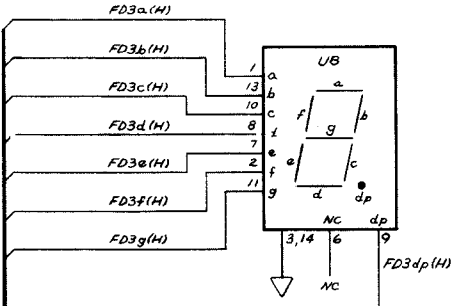 FD3a(H)
FD3b(H)
FD3c(H)
FD3d(H)
FD3e(H)
FD3f(H)
FD3g(H)
1
13
10
8
7
2
11
a
b
c
d
e
f
g
U8
a
f
b
g
e
c
d
dp
NC
dp
3,14
6
9
NC
FD3dp(H)